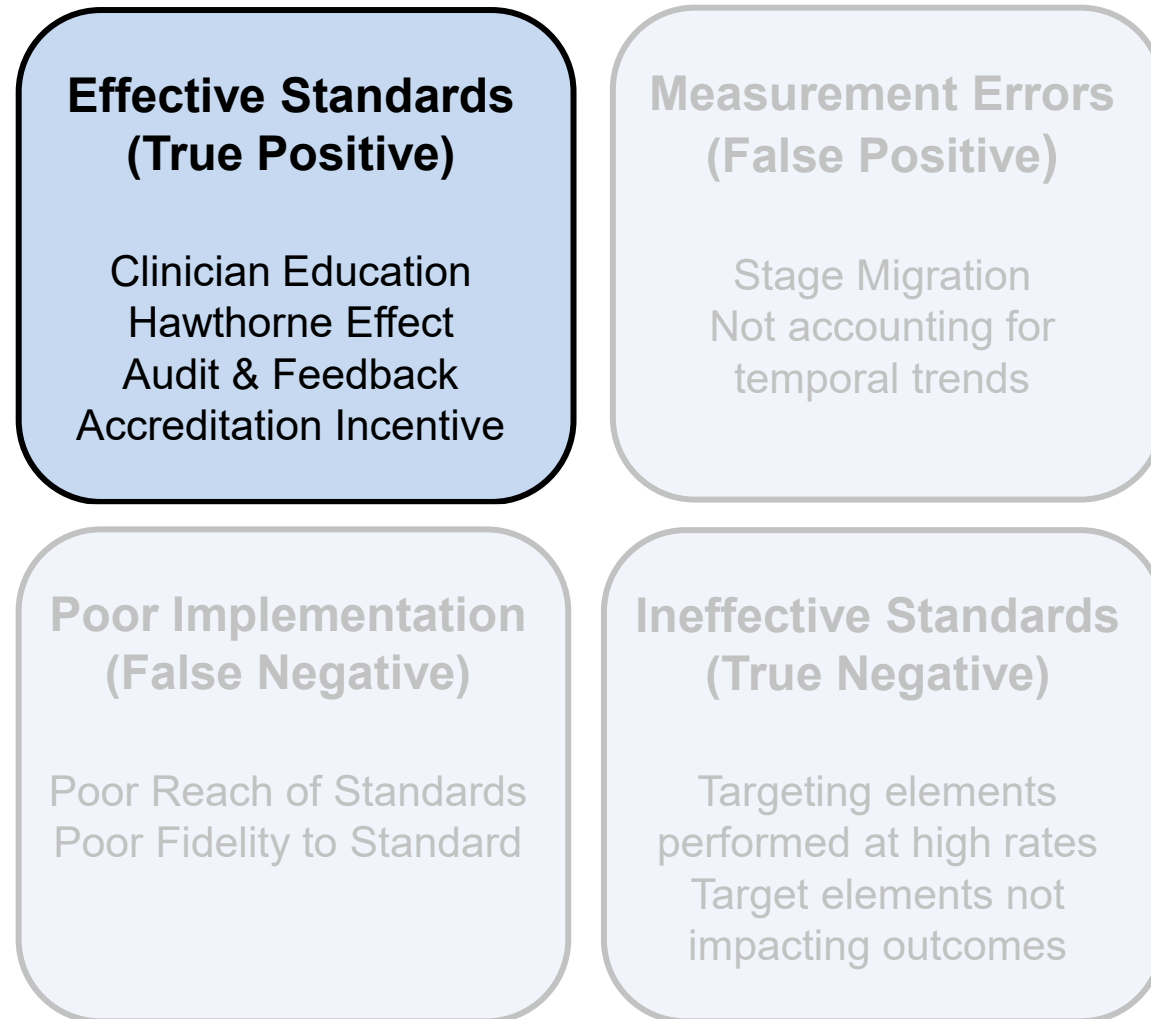 Effective Standards
(True Positive)
Clinician Education
Hawthorne Effect
Audit & Feedback
Accreditation Incentive
Measurement Errors
(False Positive)
Stage Migration
Not accounting for
temporal trends
Poor Implementation
(False Negative)
Poor Reach of Standards
Poor Fidelity to Standard
Ineffective Standards
(True Negative)
Targeting elements
performed at high rates
Target elements not
impacting outcomes